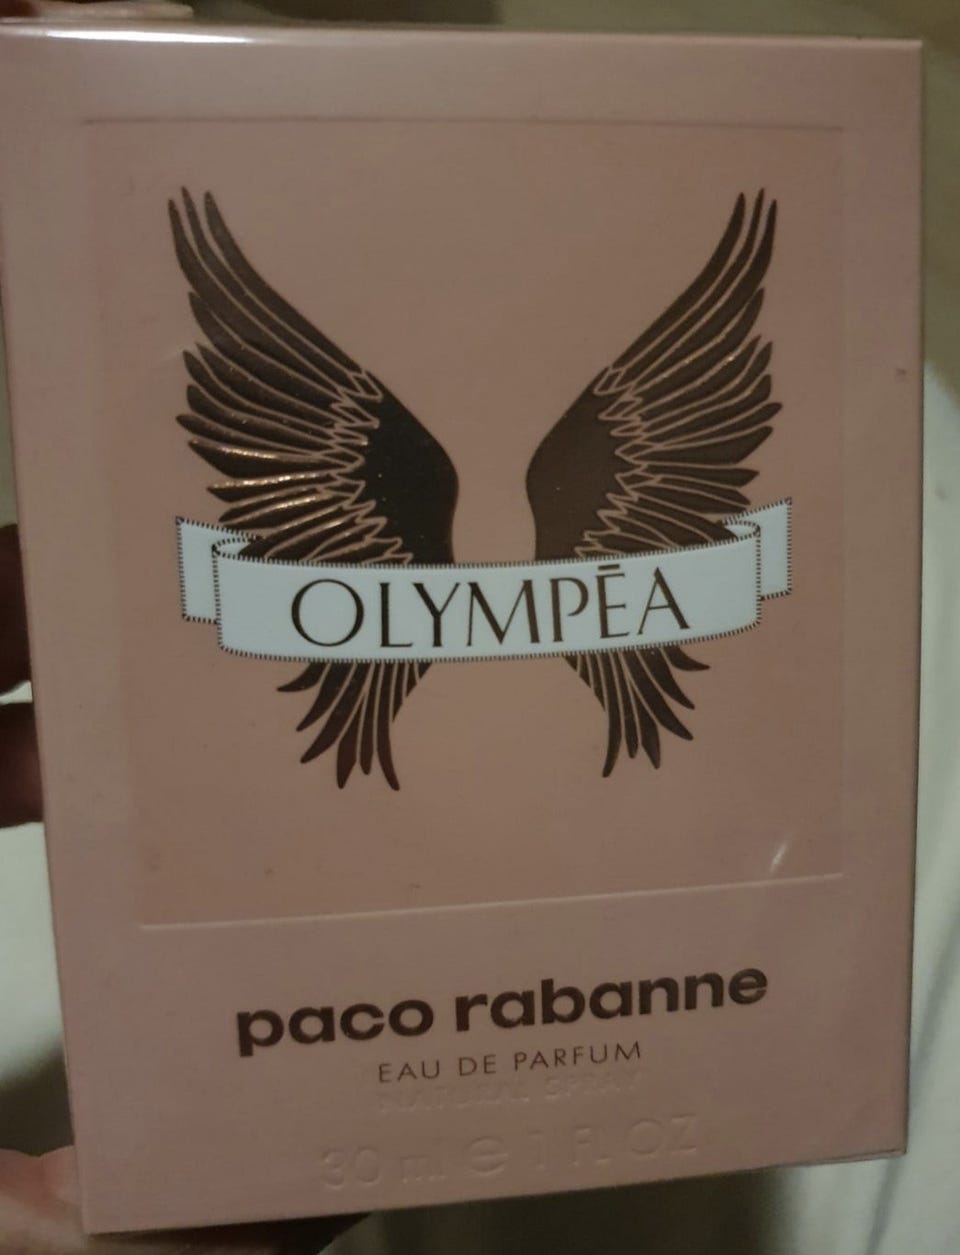 OLYMPĒA
paco rabanne
EAU DE PARFUM
NATURAL SPRAY
30 ml e 1 FL OZ